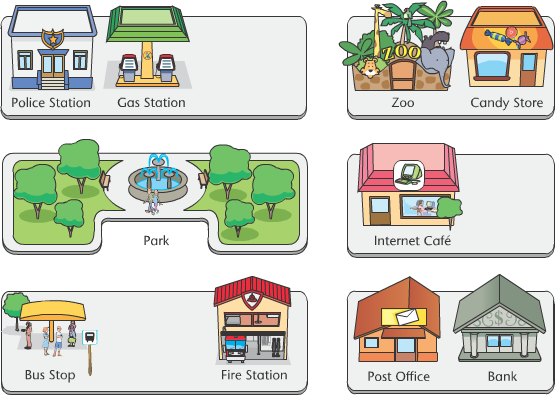 ZOO
Police Station
Gas Station
Zoo
Candy Store
Park
Internet Café
Bus Stop
Fire Station
Post Office
Bank